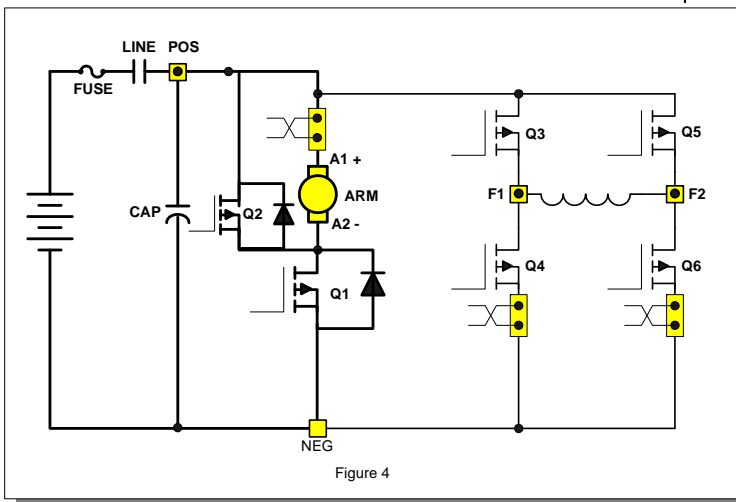 LINE POS
FUSE
Q3
Q5
A1 +
ARM
F1
F2
CAP
Q2
A2 -
Q4
Q6
Q1
NEG
Figure 4